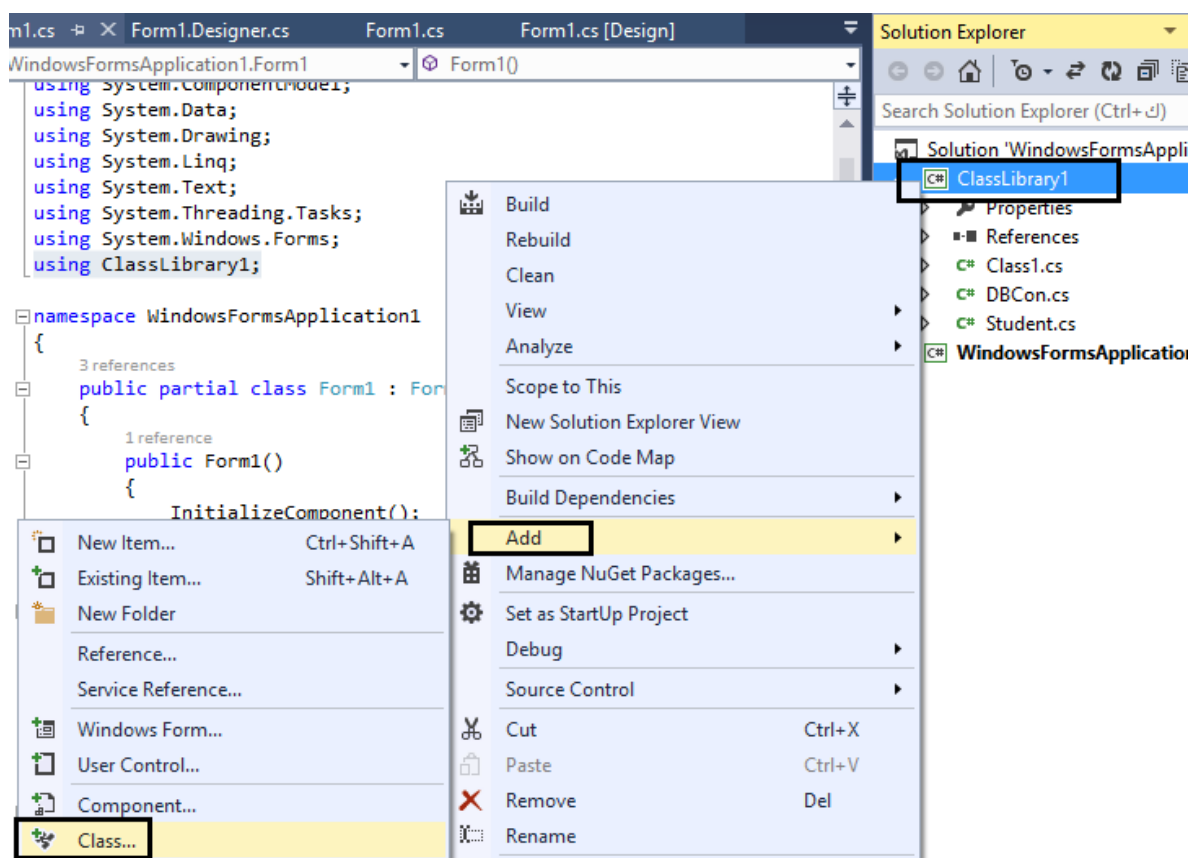 m1.cs
Form1.Designer.cs
Form1.cs
Form1.cs [Design]
WindowsFormsApplication1.Form1
Form1()
using System.ComponentModel;
using System.Data;
using System.Drawing;
using System.Linq;
using System.Text;
using System.Threading.Tasks;
using System.Windows.Forms;
using ClassLibrary1;
namespace WindowsFormsApplication1
{
3 references
public partial class Form1 : For
{
1 reference
public Form1()
{
InitializeComponent();
New Item... Ctrl+Shift+A
Existing Item... Shift+Alt+A
New Folder
Reference...
Service Reference...
Windows Form...
User Control...
Component...
Class...
Build
Rebuild
Clean
View
Analyze
Scope to This
New Solution Explorer View
Show on Code Map
Build Dependencies
Add
Manage NuGet Packages...
Set as StartUp Project
Debug
Source Control
Cut Ctrl+X
Paste Ctrl+V
Remove Del
Rename
Solution Explorer
Search Solution Explorer (Ctrl+ك)
Solution 'WindowsFormsAppli
C# ClassLibrary1
Properties
References
C# Class1.cs
C# DBCon.cs
C# Student.cs
C# WindowsFormsApplication